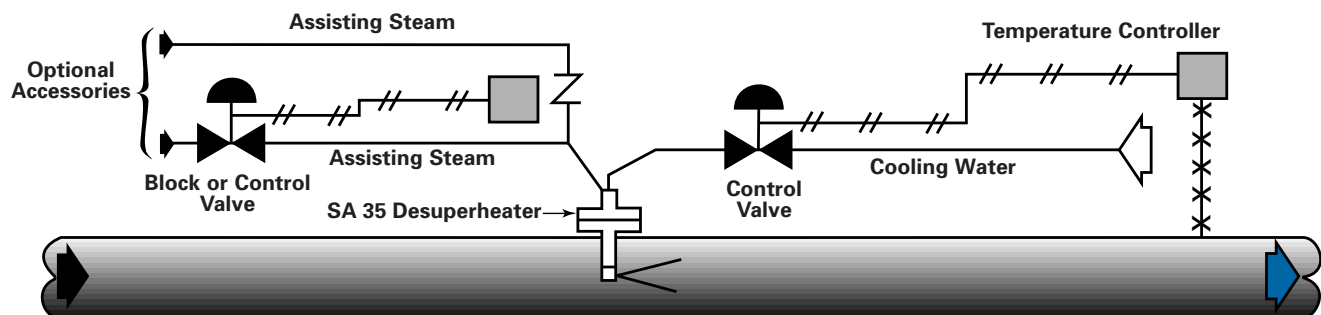 Assisting Steam
Temperature Controller
Optional
Accessories
Assisting Steam
Cooling Water
Block or Control
Valve
Control
Valve
SA 35 Desuperheater